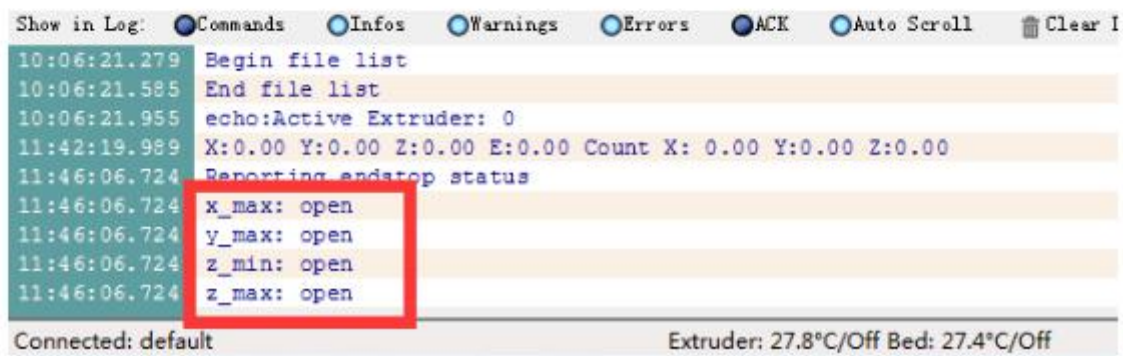 Show in Log: Commands Infos Warnings Errors ACK Auto Scroll Clear
10:06:21.279 Begin file list
10:06:21.585 End file list
10:06:21.955 echo:Active Extruder: 0
11:42:19.989 X:0.00 Y:0.00 Z:0.00 E:0.00 Count X: 0.00 Y:0.00 Z:0.00
11:46:06.724 Reporting endstop status
11:46:06.724 x_max: open
11:46:06.724 y_max: open
11:46:06.724 z_min: open
11:46:06.724 z_max: open
Connected: default Extruder: 27.8°C/Off Bed: 27.4°C/Off